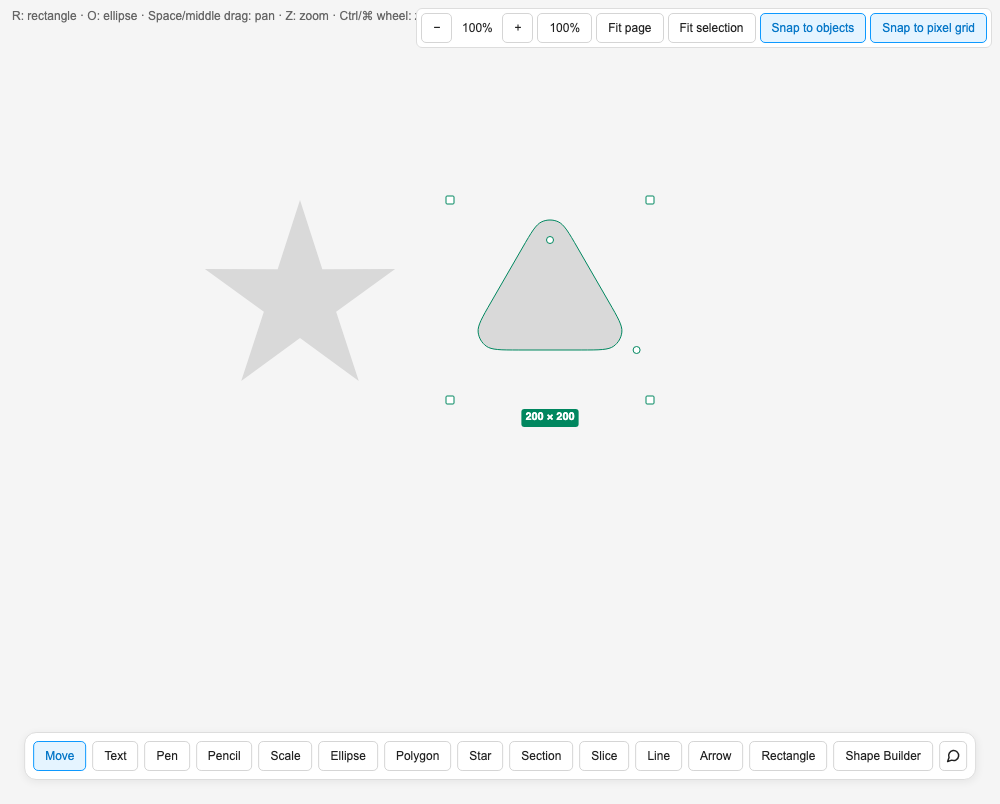 R: rectangle · O: ellipse · Space/middle drag: pan · Z: zoom · Ctrl/⌘ wheel:
− 100% + 100% Fit page Fit selection Snap to objects Snap to pixel grid
200 × 200
Move Text Pen Pencil Scale Ellipse Polygon Star Section Slice Line Arrow Rectangle Shape Builder